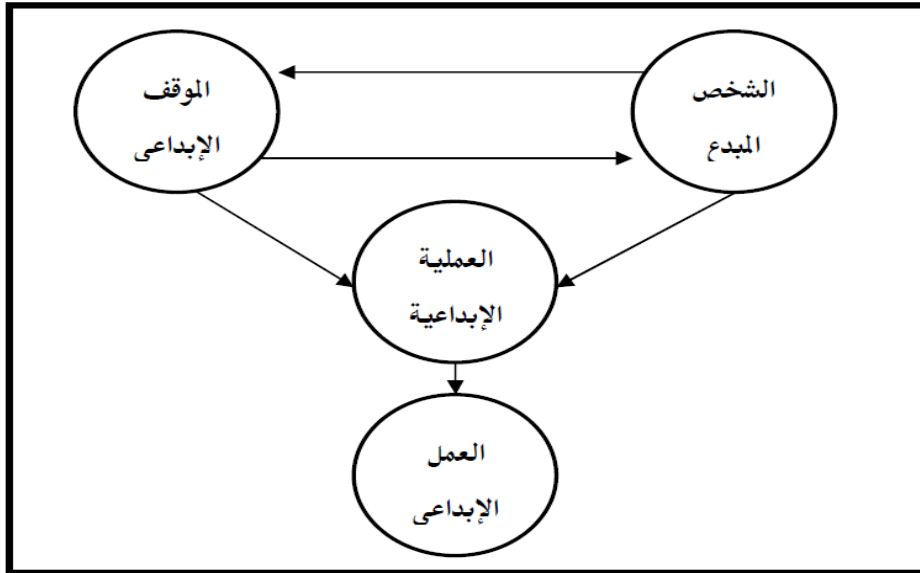 الشخص
المبدع
الموقف
الإبداعى
العملية
الإبداعية
العمل
الإبداعى